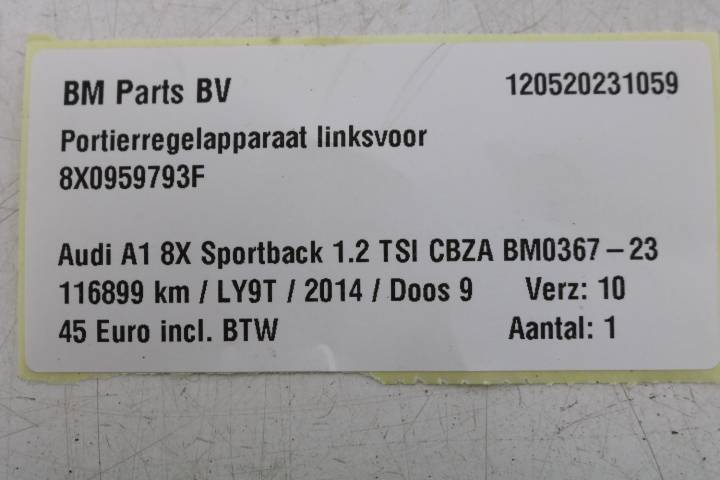 BM Parts BV 120520231059
Portierregelapparaat linksvoor
8X0959793F
Audi A1 8X Sportback 1.2 TSI CBZA BM0367-23
116899 km / LY9T / 2014 / Doos 9 Verz: 10
45 Euro incl. BTW Aantal: 1